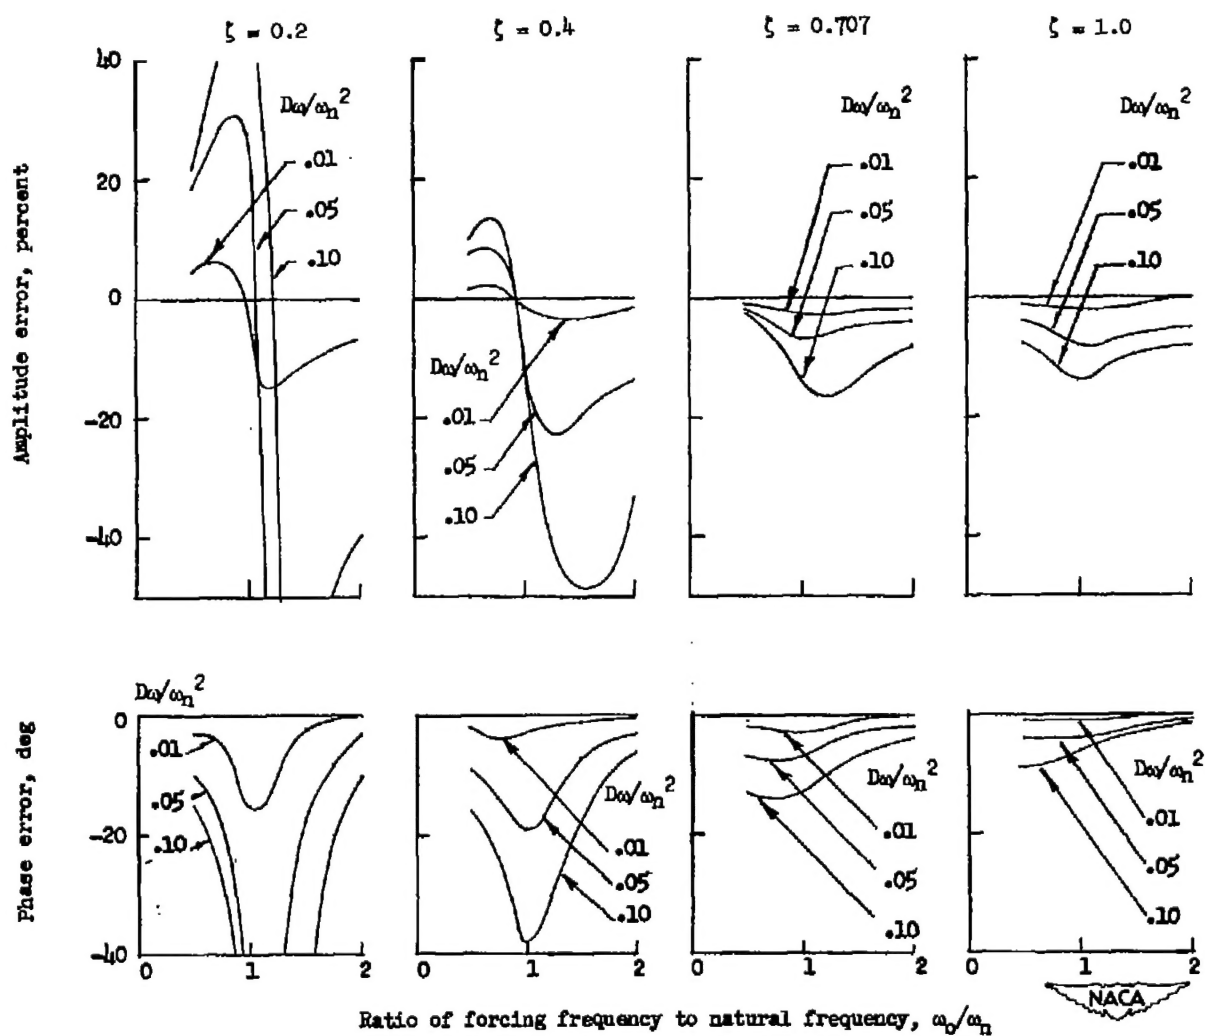 ζ = 0.2 ζ = 0.4 ζ = 0.707 ζ = 1.0
Amplitude error, percent
40
20
0
-20
-40
Dω/ωn²
.01
.05
.10
Dω/ωn²
.01
.05
.10
Dω/ωn²
.01
.05
.10
Dω/ωn²
.01
.05
.10
Phase error, deg
0
-20
-40
Dω/ωn²
.01
.05
.10
Dω/ωn²
.01
.05
.10
Dω/ωn²
.01
.05
.10
Dω/ωn²
.01
.05
.10
0 1 2 0 1 2 0 1 2 0 1 2
Ratio of forcing frequency to natural frequency, ωo/ωn
NACA